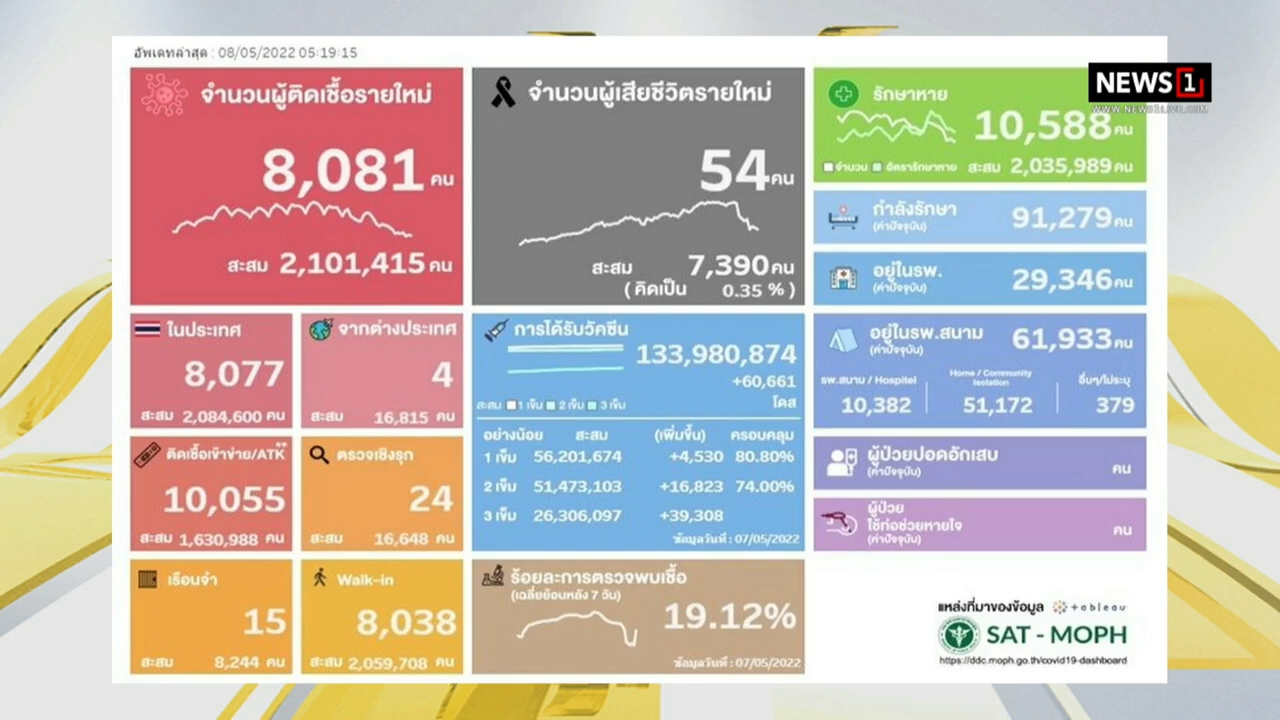 อัพเดทล่าสุด : 08/05/2022 05:19:15
NEWS 1
WWW.NEWS1LIVE.COM
จำนวนผู้ติดเชื้อรายใหม่
8,081 คน
สะสม 2,101,415 คน
จำนวนผู้เสียชีวิตรายใหม่
54 คน
สะสม 7,390 คน
( คิดเป็น 0.35 % )
รักษาหาย
10,588 คน
จำนวน อัตรารักษาหาย สะสม 2,035,989 คน
กำลังรักษา
(ค่าปัจจุบัน)
91,279 คน
อยู่ในรพ.
(ค่าปัจจุบัน)
29,346 คน
ในประเทศ
8,077
สะสม 2,084,600 คน
จากต่างประเทศ
4
สะสม 16,815 คน
การได้รับวัคซีน
133,980,874
+60,661
โดส
สะสม 1 เข็ม 2 เข็ม 3 เข็ม
อย่างน้อย สะสม (เพิ่มขึ้น) ครอบคลุม
1 เข็ม 56,201,674 +4,530 80.80%
2 เข็ม 51,473,103 +16,823 74.00%
3 เข็ม 26,306,097 +39,308
ข้อมูลวันที่ : 07/05/2022
อยู่ในรพ.สนาม
(ค่าปัจจุบัน)
61,933 คน
รพ.สนาม / Hospitel
10,382
Home / Community
Isolation
51,172
อื่นๆ/ไม่ระบุ
379
ติดเชื้อเข้าข่าย/ATK**
10,055
สะสม 1,630,988 คน
ตรวจเชิงรุก
24
สะสม 16,648 คน
ผู้ป่วยปอดอักเสบ
(ค่าปัจจุบัน)
คน
ผู้ป่วย
ใช้ท่อช่วยหายใจ
(ค่าปัจจุบัน)
คน
เรือนจำ
15
สะสม 8,244 คน
Walk-in
8,038
สะสม 2,059,708 คน
ร้อยละการตรวจพบเชื้อ
(เฉลี่ยย้อนหลัง 7 วัน)
19.12%
ข้อมูลวันที่ : 07/05/2022
แหล่งที่มาของข้อมูล +ableau
SAT - MOPH
https://ddc.moph.go.th/covid19-dashboard